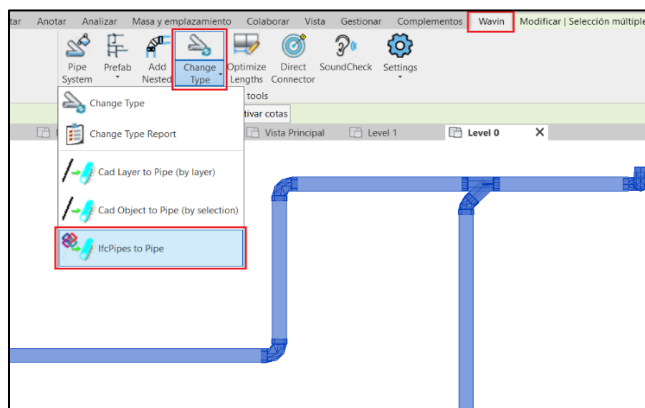 tar Anotar Analizar Masa y emplazamiento Colaborar Vista Gestionar Complementos Wavin Modificar | Selección múltiple
Pipe System
Prefab
Add Nested
Change Type
Optimize Lengths
Direct Connector
SoundCheck
Settings
tools
Change Type
tivar cotas
Change Type Report
Vista Principal
Level 1
Level 0 X
Cad Layer to Pipe (by layer)
Cad Object to Pipe (by selection)
IfcPipes to Pipe